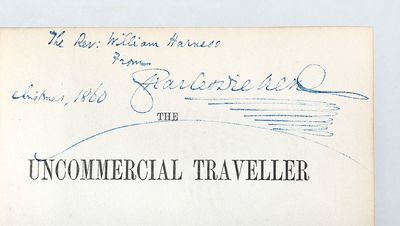 The Rev: William Harness
From
Charles Dickens
Christmas, 1860
THE
UNCOMMERCIAL TRAVELLER